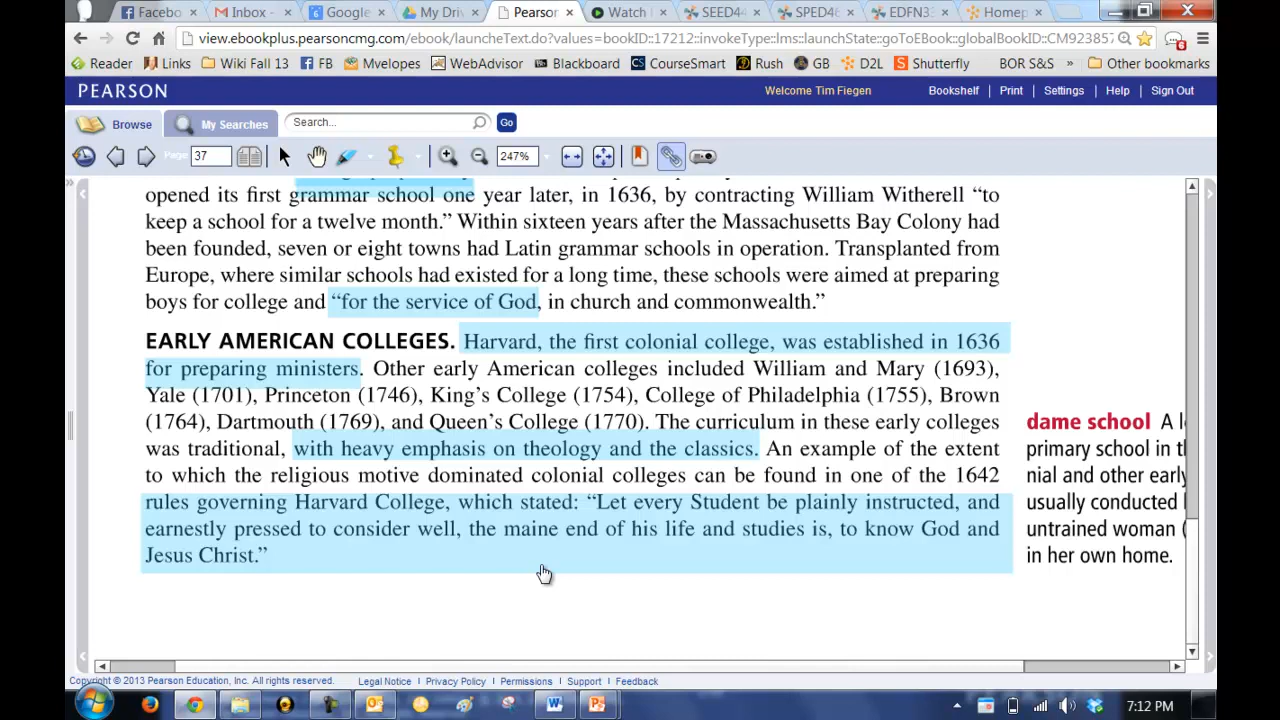 Facebo
Inbox -
Google
My Driv
Pearson
Watch
SEED44
SPED46
EDFN33
Homep
view.ebookplus.pearsoncmg.com/ebook/launcheText.do?values=bookID::17212::invokeType::lms::launchState::goToEBook::globalBookID::CM923857
6
Reader
Links
Wiki Fall 13
FB
Mvelopes
WebAdvisor
Blackboard
CourseSmart
Rush
GB
D2L
Shutterfly
BOR S&S
»
Other bookmarks
PEARSON
Welcome Tim Fiegen
Bookshelf | Print | Settings | Help | Sign Out
Browse
My Searches
Search...
Go
Page 37
247%
opened its first grammar school one year later, in 1636, by contracting William Witherell “to
keep a school for a twelve month.” Within sixteen years after the Massachusetts Bay Colony had
been founded, seven or eight towns had Latin grammar schools in operation. Transplanted from
Europe, where similar schools had existed for a long time, these schools were aimed at preparing
boys for college and “for the service of God, in church and commonwealth.”
EARLY AMERICAN COLLEGES. Harvard, the first colonial college, was established in 1636
for preparing ministers. Other early American colleges included William and Mary (1693),
Yale (1701), Princeton (1746), King’s College (1754), College of Philadelphia (1755), Brown
(1764), Dartmouth (1769), and Queen’s College (1770). The curriculum in these early colleges
was traditional, with heavy emphasis on theology and the classics. An example of the extent
to which the religious motive dominated colonial colleges can be found in one of the 1642
rules governing Harvard College, which stated: “Let every Student be plainly instructed, and
earnestly pressed to consider well, the maine end of his life and studies is, to know God and
Jesus Christ.”
dame school A l
primary school in th
nial and other early
usually conducted
untrained woman (
in her own home.
Copyright © 2013 Pearson Education, Inc. All rights reserved.
Legal Notice | Privacy Policy | Permissions | Support | Feedback
7:12 PM